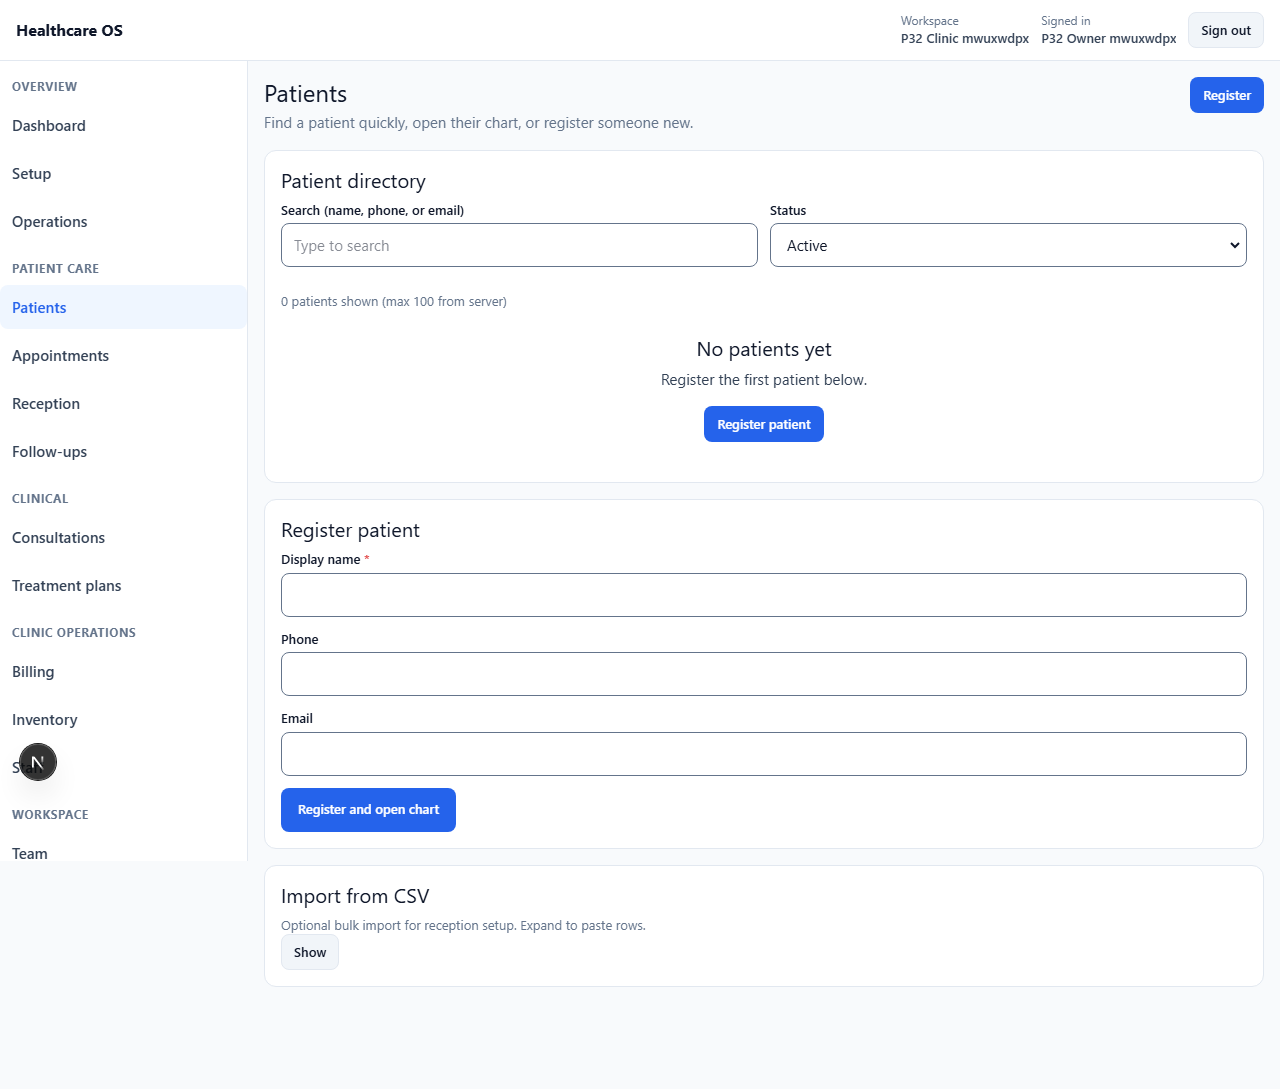 Healthcare OS
Workspace
P32 Clinic mwuxwdpx
Signed in
P32 Owner mwuxwdpx
Sign out
OVERVIEW
Dashboard
Setup
Operations
PATIENT CARE
Patients
Appointments
Reception
Follow-ups
CLINICAL
Consultations
Treatment plans
CLINIC OPERATIONS
Billing
Inventory
N
WORKSPACE
Team
Patients
Find a patient quickly, open their chart, or register someone new.
Register
Patient directory
Search (name, phone, or email)
Type to search
Status
Active
0 patients shown (max 100 from server)
No patients yet
Register the first patient below.
Register patient
Register patient
Display name *
Phone
Email
Register and open chart
Import from CSV
Optional bulk import for reception setup. Expand to paste rows.
Show